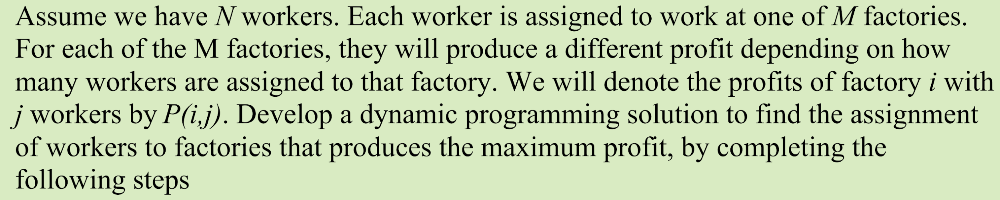 Assume we have N workers. Each worker is assigned to work at one of M factories.
For each of the M factories, they will produce a different profit depending on how
many workers are assigned to that factory. We will denote the profits of factory i with
j workers by P(i,j). Develop a dynamic programming solution to find the assignment
of workers to factories that produces the maximum profit, by completing the
following steps